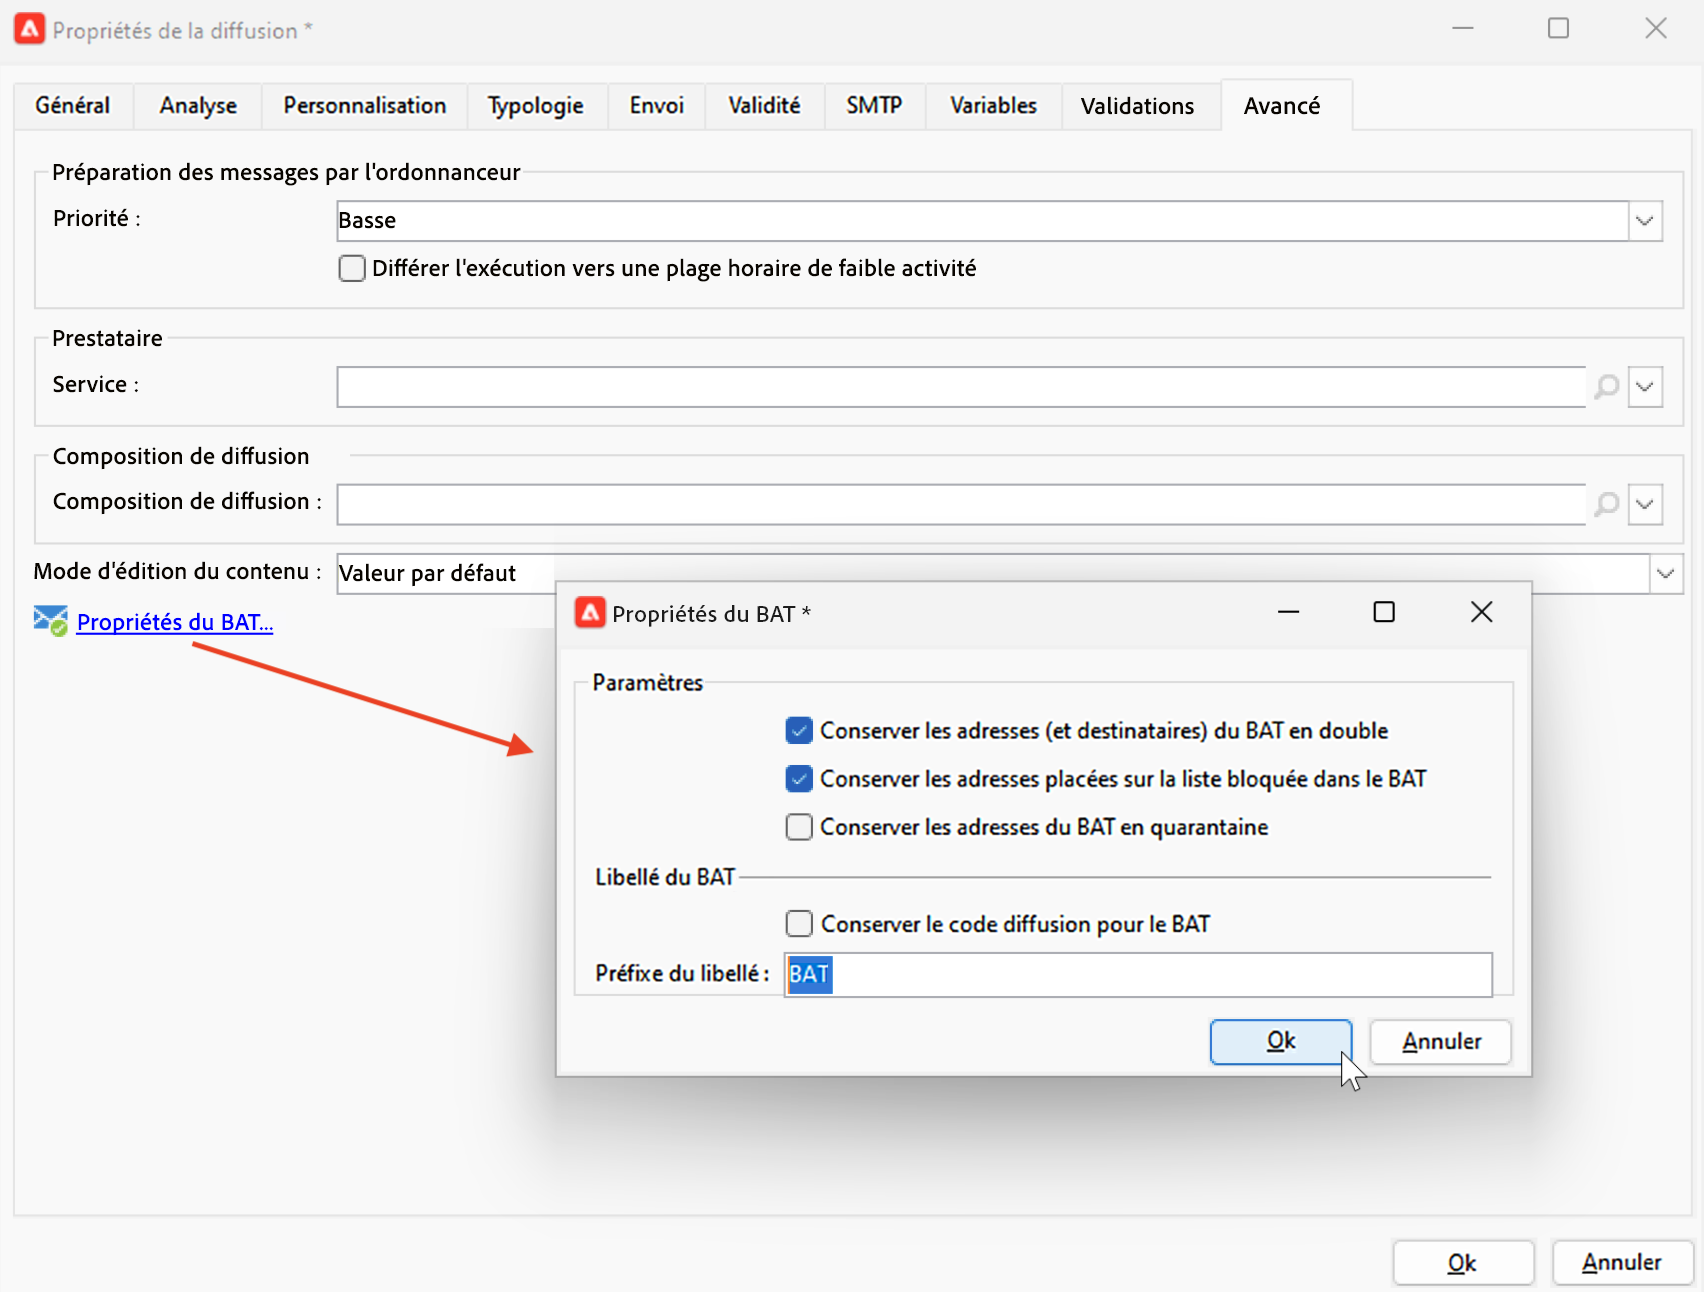 Propriétés de la diffusion *
Général Analyse Personnalisation Typologie Envoi Validité SMTP Variables Validations Avancé
Préparation des messages par l'ordonnanceur
Priorité : Basse
Différer l'exécution vers une plage horaire de faible activité
Prestataire
Service :
Composition de diffusion
Composition de diffusion :
Mode d'édition du contenu : Valeur par défaut
Propriétés du BAT...
Propriétés du BAT *
Paramètres
Conserver les adresses (et destinataires) du BAT en double
Conserver les adresses placées sur la liste bloquée dans le BAT
Conserver les adresses du BAT en quarantaine
Libellé du BAT
Conserver le code diffusion pour le BAT
Préfixe du libellé : BAT
Ok Annuler
Ok Annuler